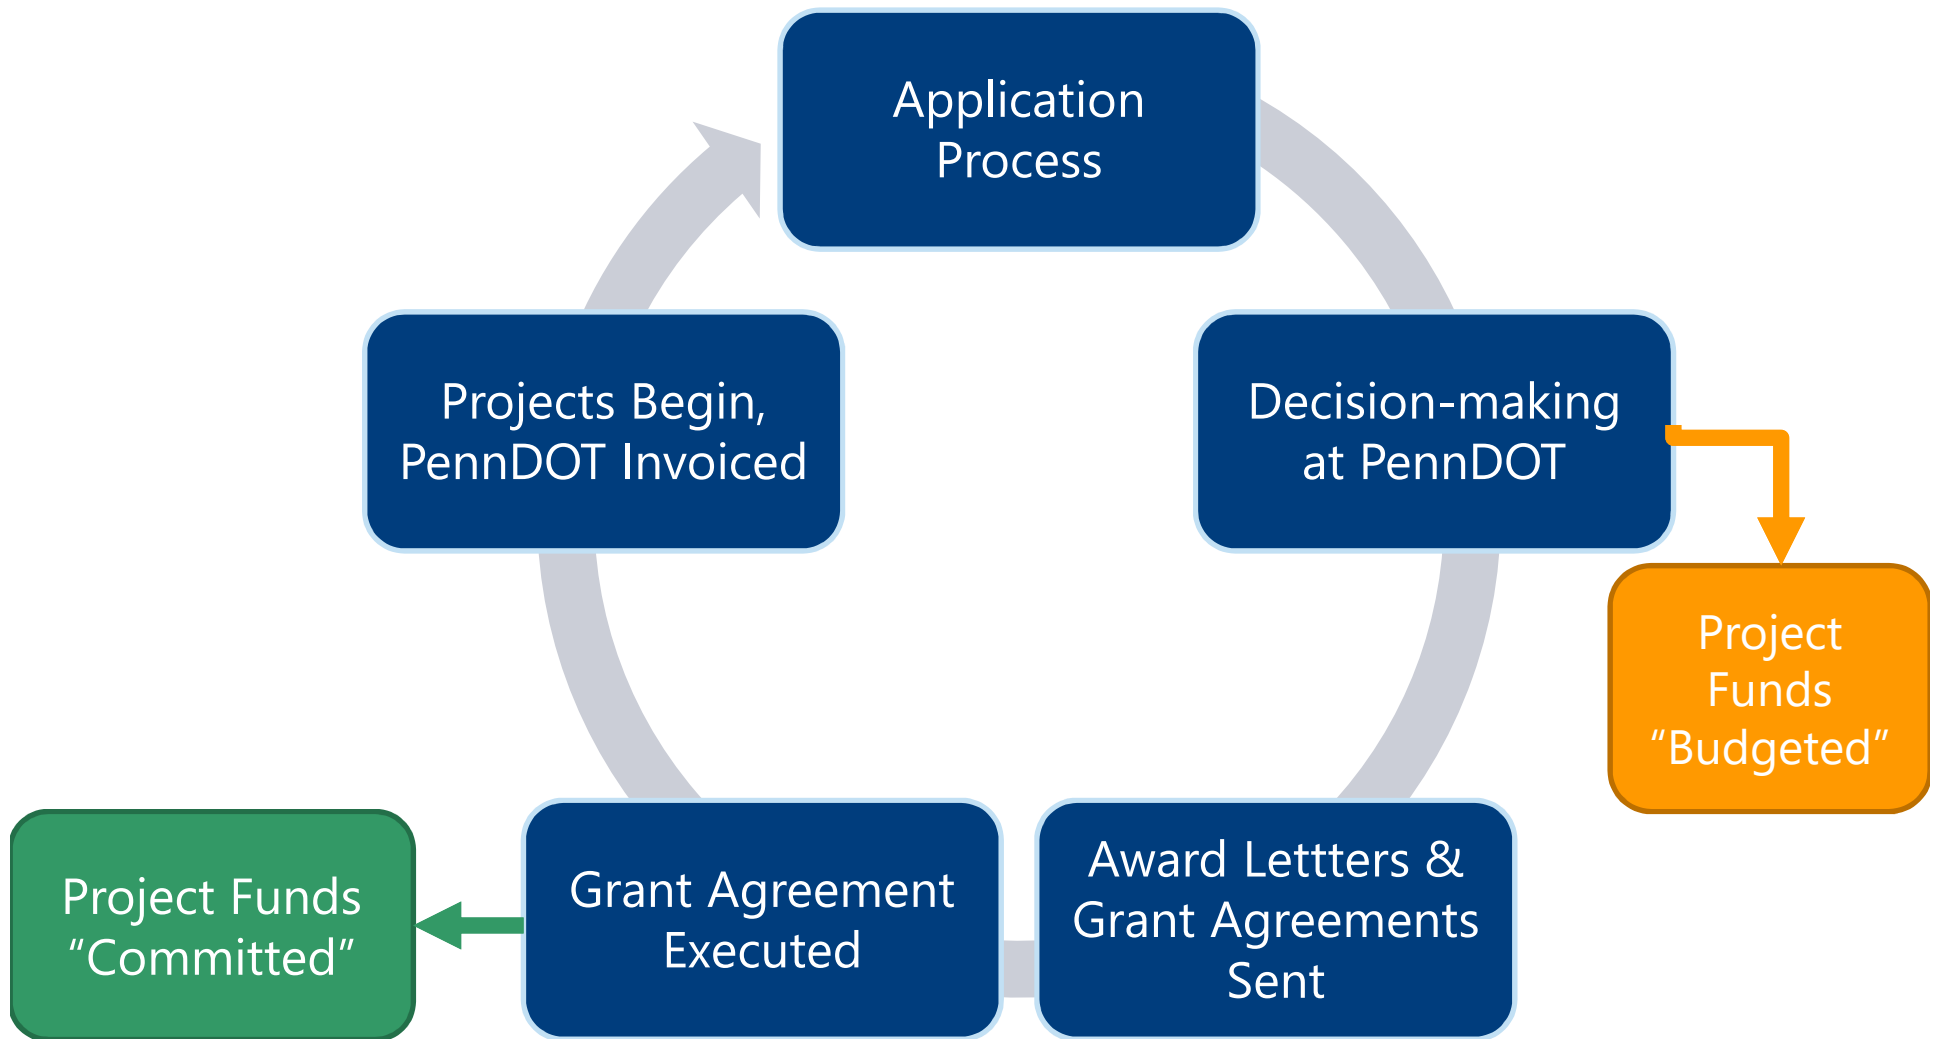 Application
Process
Decision-making
at PennDOT
Project
Funds
“Budgeted”
Award Lettters &
Grant Agreements
Sent
Grant Agreement
Executed
Project Funds
“Committed”
Projects Begin,
PennDOT Invoiced